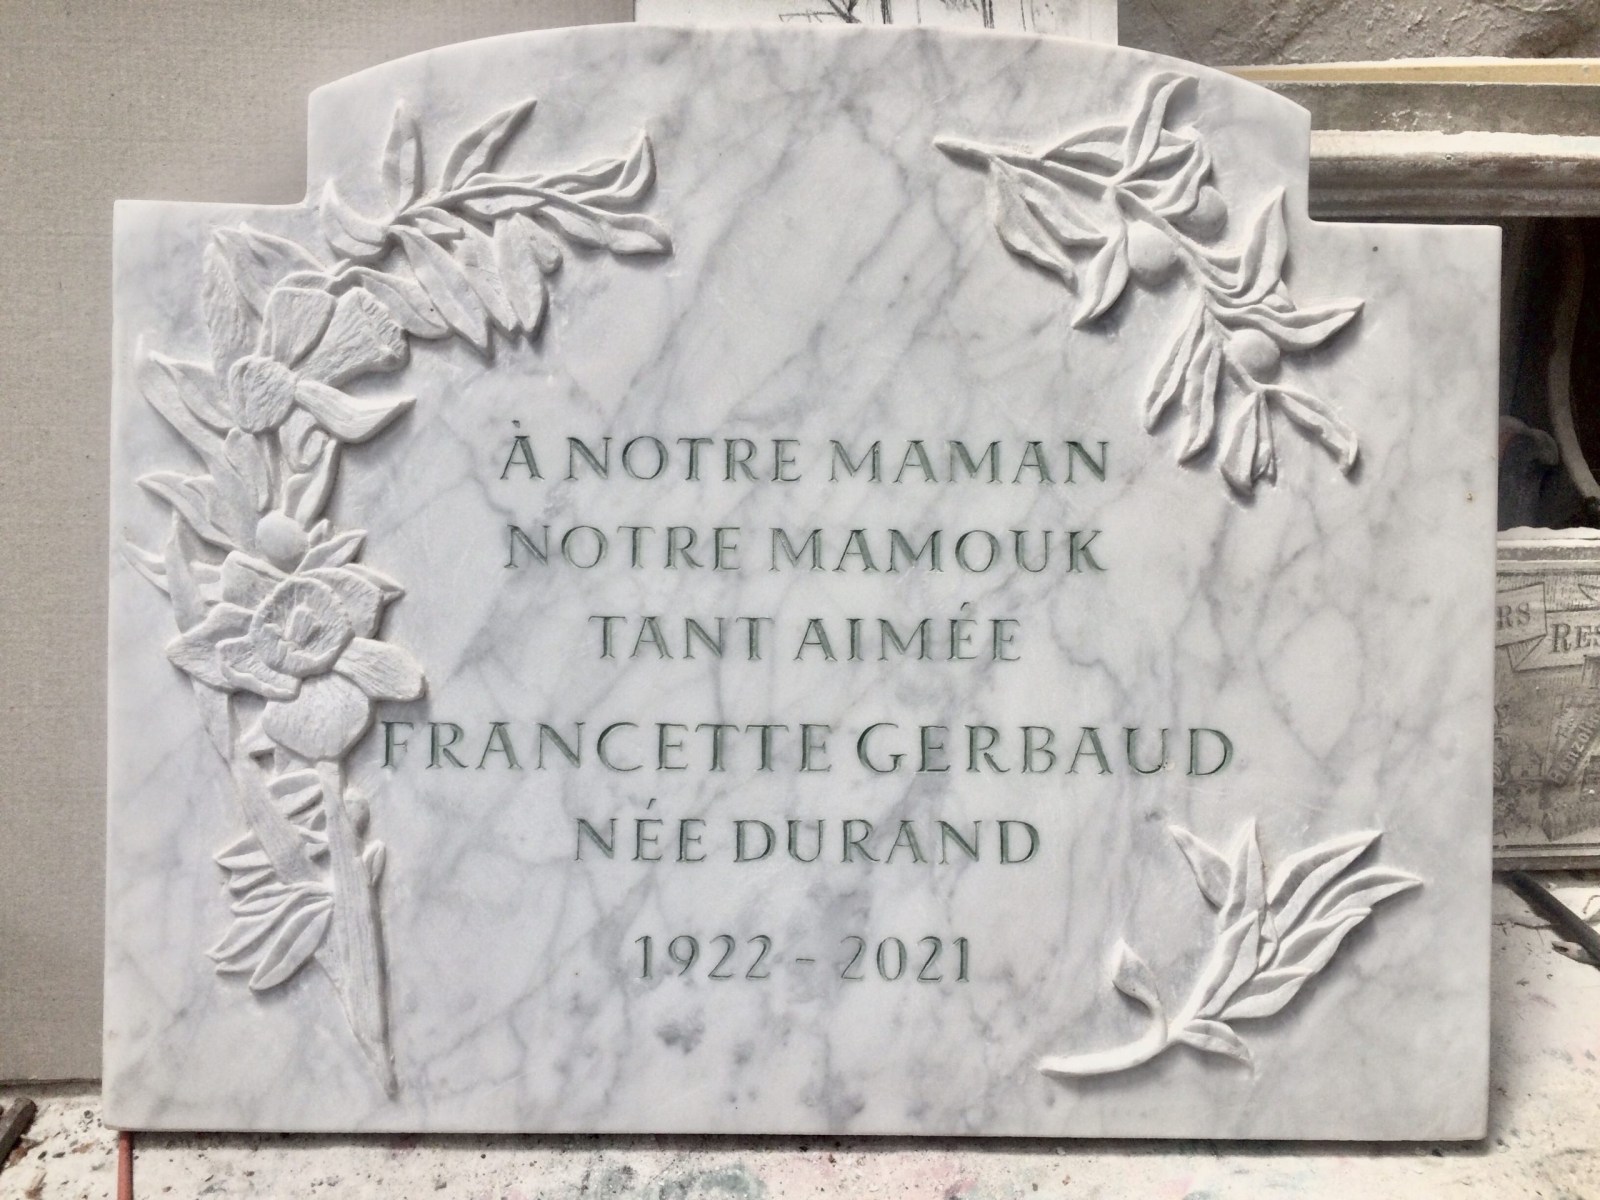 À NOTRE MAMAN
NOTRE MAMOUK
TANT AIMÉE
FRANCETTE GERBAUD
NÉE DURAND
1922 - 2021